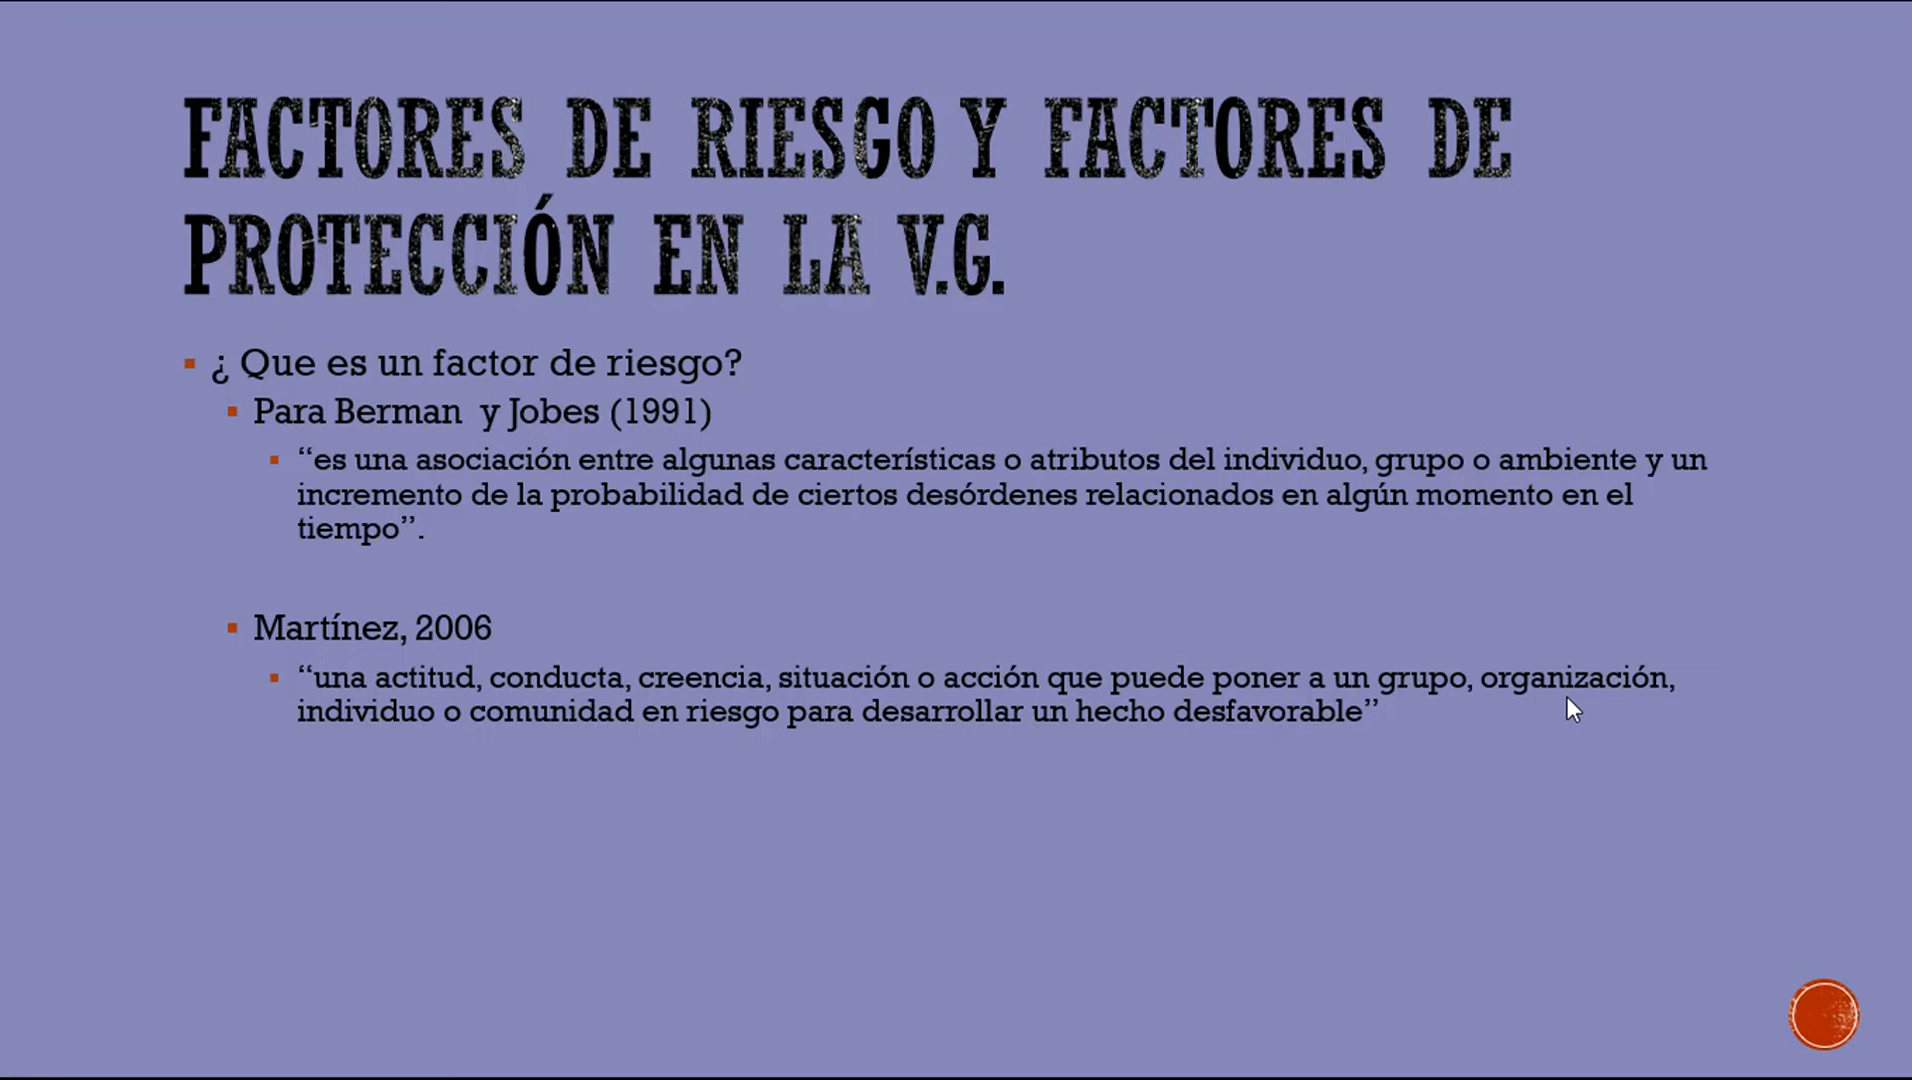 FACTORES DE RIESGO Y FACTORES DE
PROTECCIÓN EN LA V.G.
¿ Que es un factor de riesgo?
Para Berman y Jobes (1991)
“es una asociación entre algunas características o atributos del individuo, grupo o ambiente y un
incremento de la probabilidad de ciertos desórdenes relacionados en algún momento en el
tiempo”.
Martínez, 2006
“una actitud, conducta, creencia, situación o acción que puede poner a un grupo, organización,
individuo o comunidad en riesgo para desarrollar un hecho desfavorable”